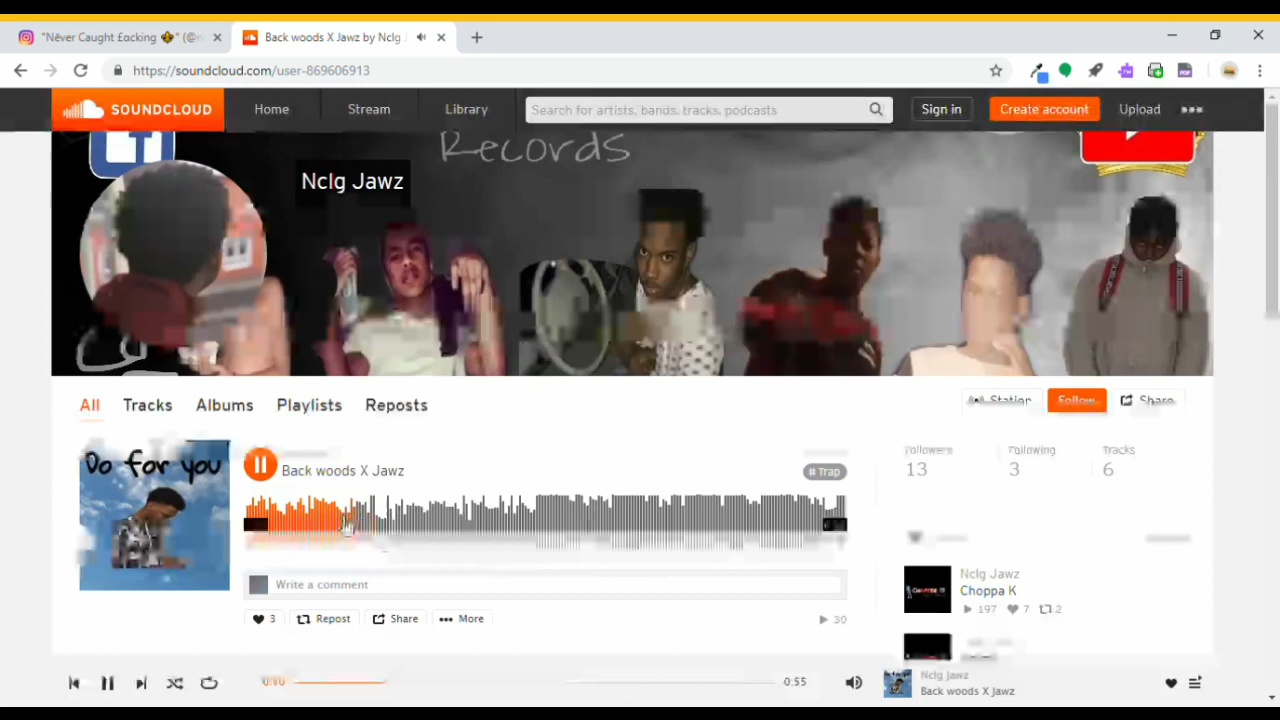 "Nēver Caught £acking ⚜" (@n
Back woods X Jawz by Nclg J
https://soundcloud.com/user-869606913
SOUNDCLOUD
Home
Stream
Library
Search for artists, bands, tracks, podcasts
Sign in
Create account
Upload
Records
Nclg Jawz
All
Tracks
Albums
Playlists
Reposts
Station
Follow
Share
Do for you
Back woods X Jawz
# Trap
Followers
13
Following
3
Tracks
6
Write a comment
3
Repost
Share
More
30
Nclg Jawz
Choppa K
197
7
2
0:10
0:55
Nclg Jawz
Back woods X Jawz